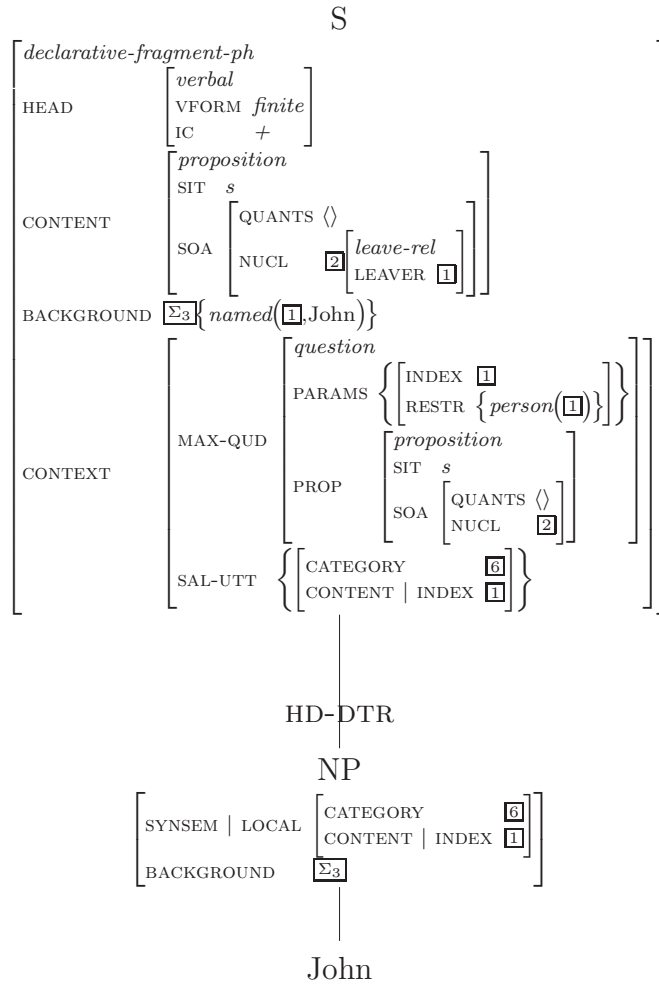 S
declarative-fragment-ph
HEAD verbal
VFORM finite
IC +
CONTENT proposition
SIT s
SOA QUANTS ⟨⟩
NUCL 2 leave-rel
LEAVER 1
BACKGROUND Σ3 { named(1,John) }
CONTEXT MAX-QUD question
PARAMS { INDEX 1
RESTR { person(1) } }
PROP proposition
SIT s
SOA QUANTS ⟨⟩
NUCL 2
SAL-UTT { CATEGORY 6
CONTENT | INDEX 1 }
HD-DTR
NP
SYNSEM | LOCAL CATEGORY 6
CONTENT | INDEX 1
BACKGROUND Σ3
John